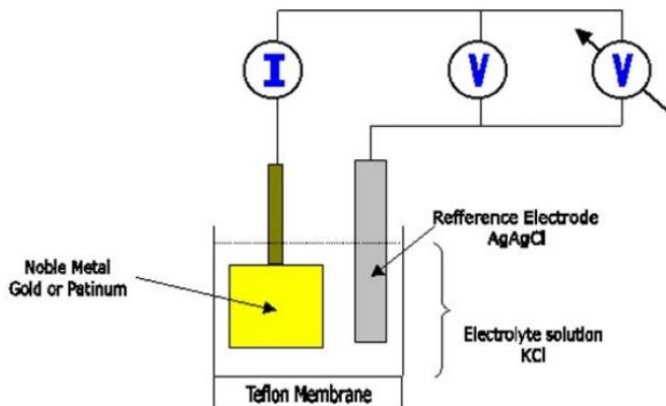 I
V
V
Refference Electrode
AgAgCl
Noble Metal
Gold or Patinum
Electrolyte solution
KCl
Teflon Membrane